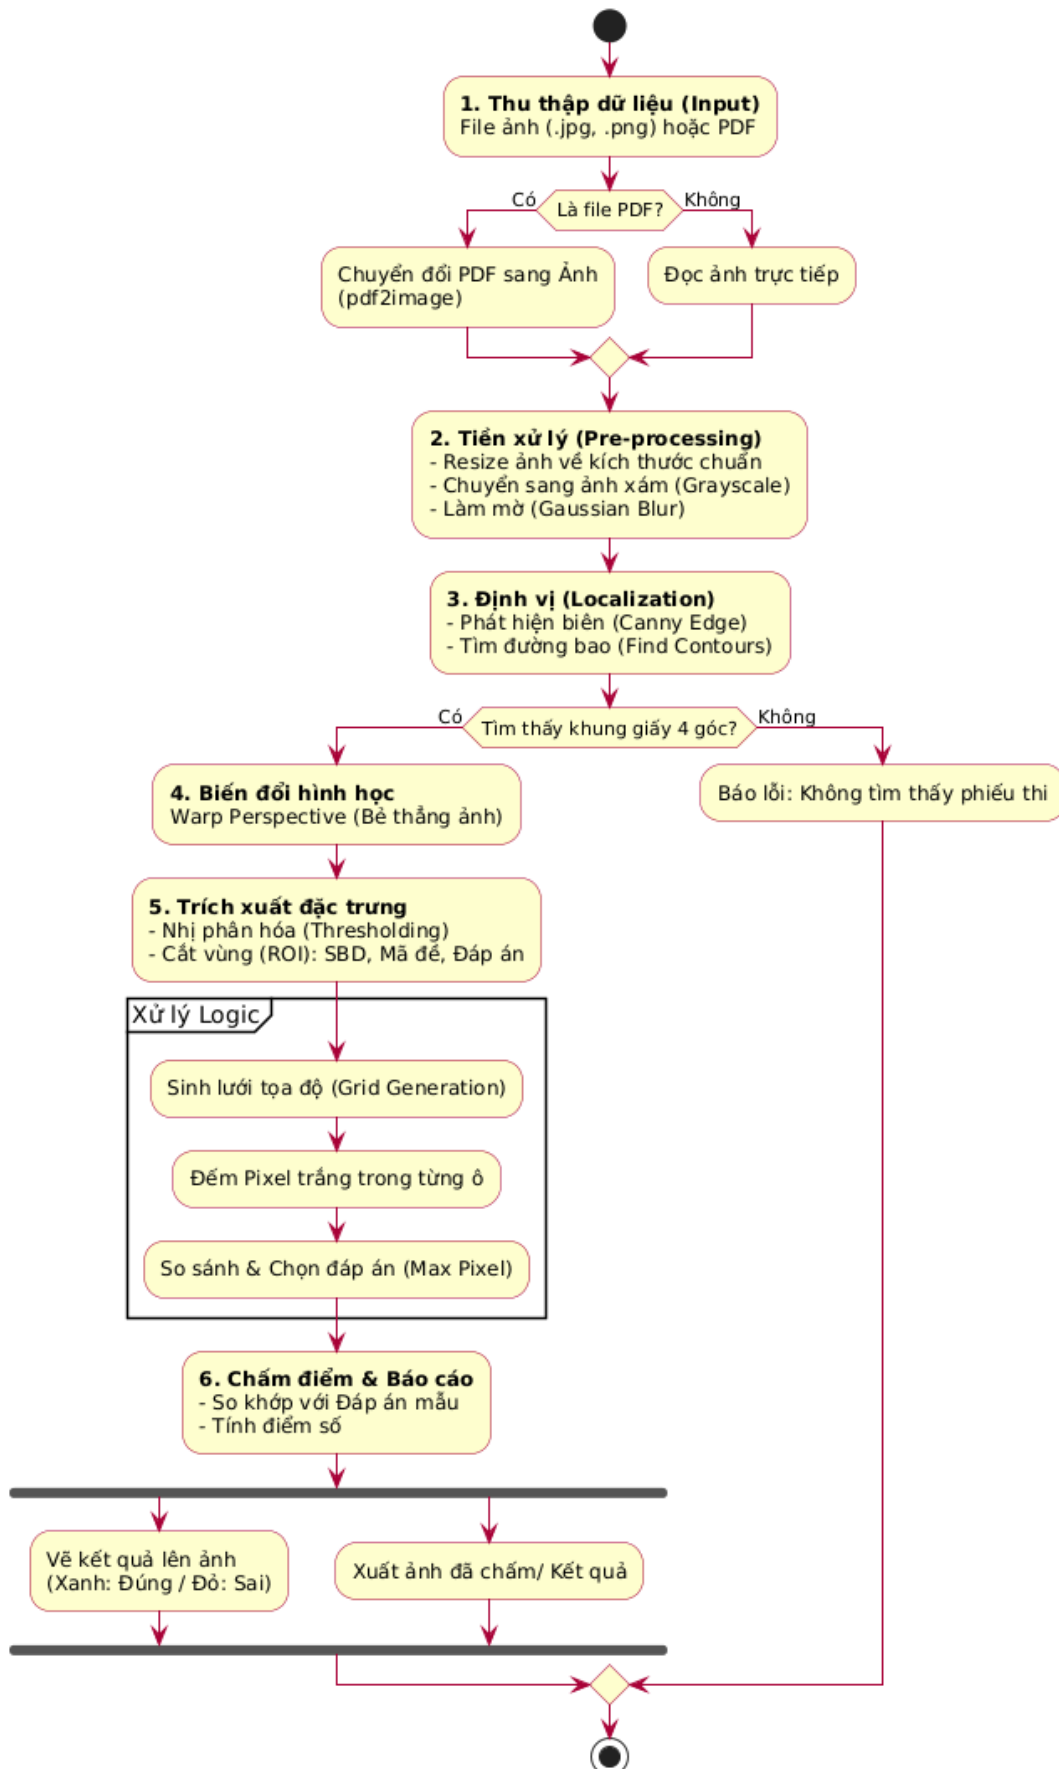 1. Thu thập dữ liệu (Input)
File ảnh (.jpg, .png) hoặc PDF
Có
Là file PDF?
Không
Chuyển đổi PDF sang Ảnh
(pdf2image)
Đọc ảnh trực tiếp
2. Tiền xử lý (Pre-processing)
- Resize ảnh về kích thước chuẩn
- Chuyển sang ảnh xám (Grayscale)
- Làm mờ (Gaussian Blur)
3. Định vị (Localization)
- Phát hiện biên (Canny Edge)
- Tìm đường bao (Find Contours)
Có
Tìm thấy khung giấy 4 góc?
Không
4. Biến đổi hình học
Warp Perspective (Bẻ thẳng ảnh)
Báo lỗi: Không tìm thấy phiếu thi
5. Trích xuất đặc trưng
- Nhị phân hóa (Thresholding)
- Cắt vùng (ROI): SBD, Mã đề, Đáp án
Xử lý Logic
Sinh lưới tọa độ (Grid Generation)
Đếm Pixel trắng trong từng ô
So sánh & Chọn đáp án (Max Pixel)
6. Chấm điểm & Báo cáo
- So khớp với Đáp án mẫu
- Tính điểm số
Vẽ kết quả lên ảnh
(Xanh: Đúng / Đỏ: Sai)
Xuất ảnh đã chấm/ Kết quả